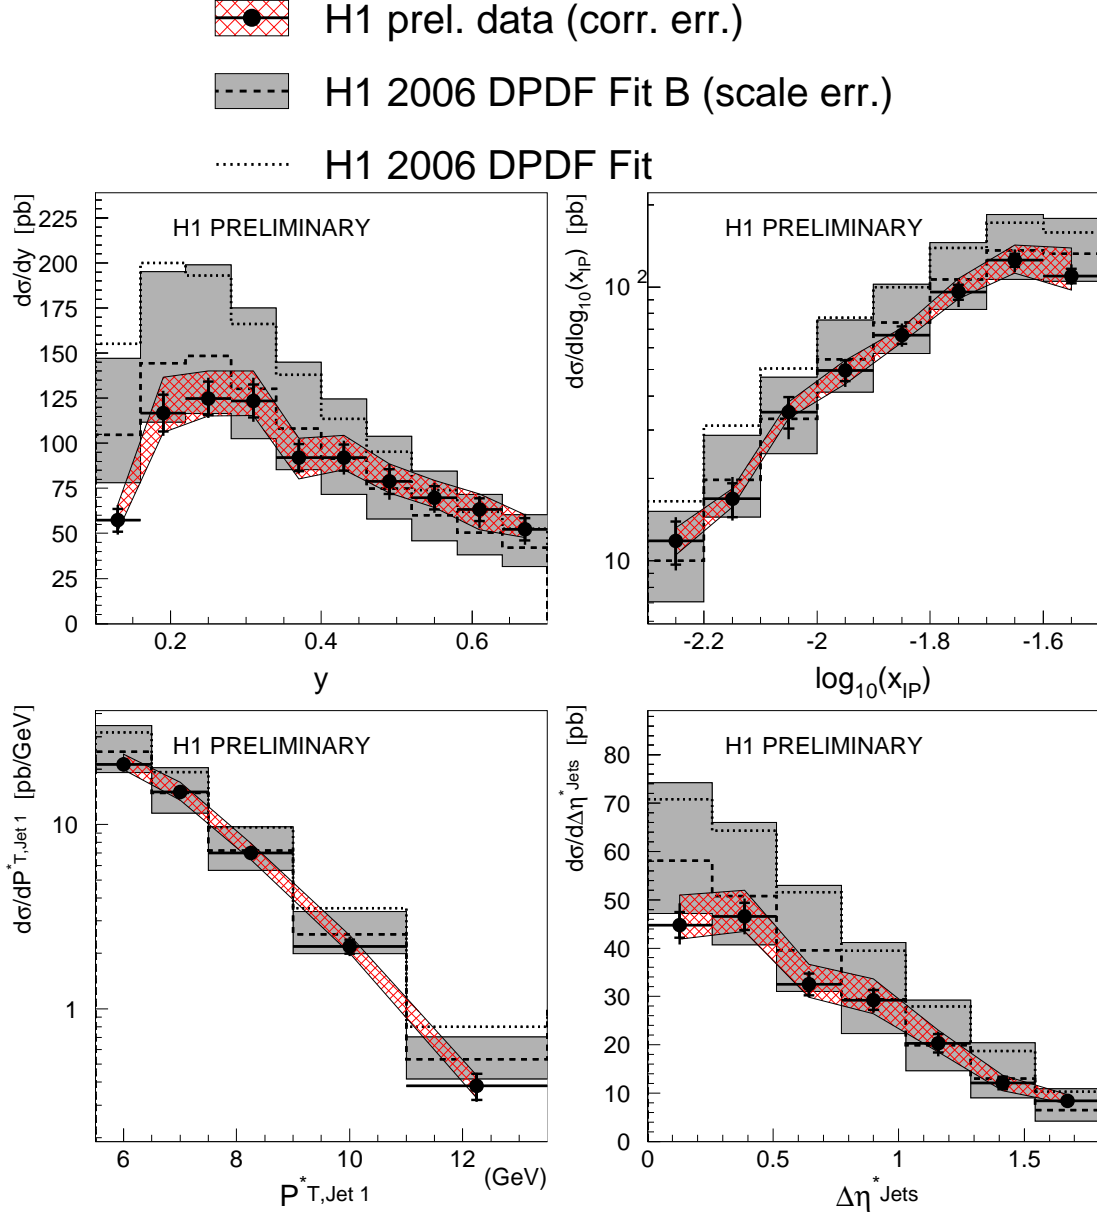 H1 prel. data (corr. err.)
H1 2006 DPDF Fit B (scale err.)
H1 2006 DPDF Fit
dσ/dy [pb]
H1 PRELIMINARY
225
200
175
150
125
100
75
50
25
0
0.2 0.4 0.6
y
dσ/dlog10(xIP) [pb]
H1 PRELIMINARY
10 2
10
-2.2 -2 -1.8 -1.6
log10(xIP)
dσ/dP*T,Jet 1 [pb/GeV]
H1 PRELIMINARY
10
1
6 8 10 12 (GeV)
P*T,Jet 1
dσ/dΔη*Jets [pb]
H1 PRELIMINARY
80
70
60
50
40
30
20
10
0
0 0.5 1 1.5
Δη*Jets